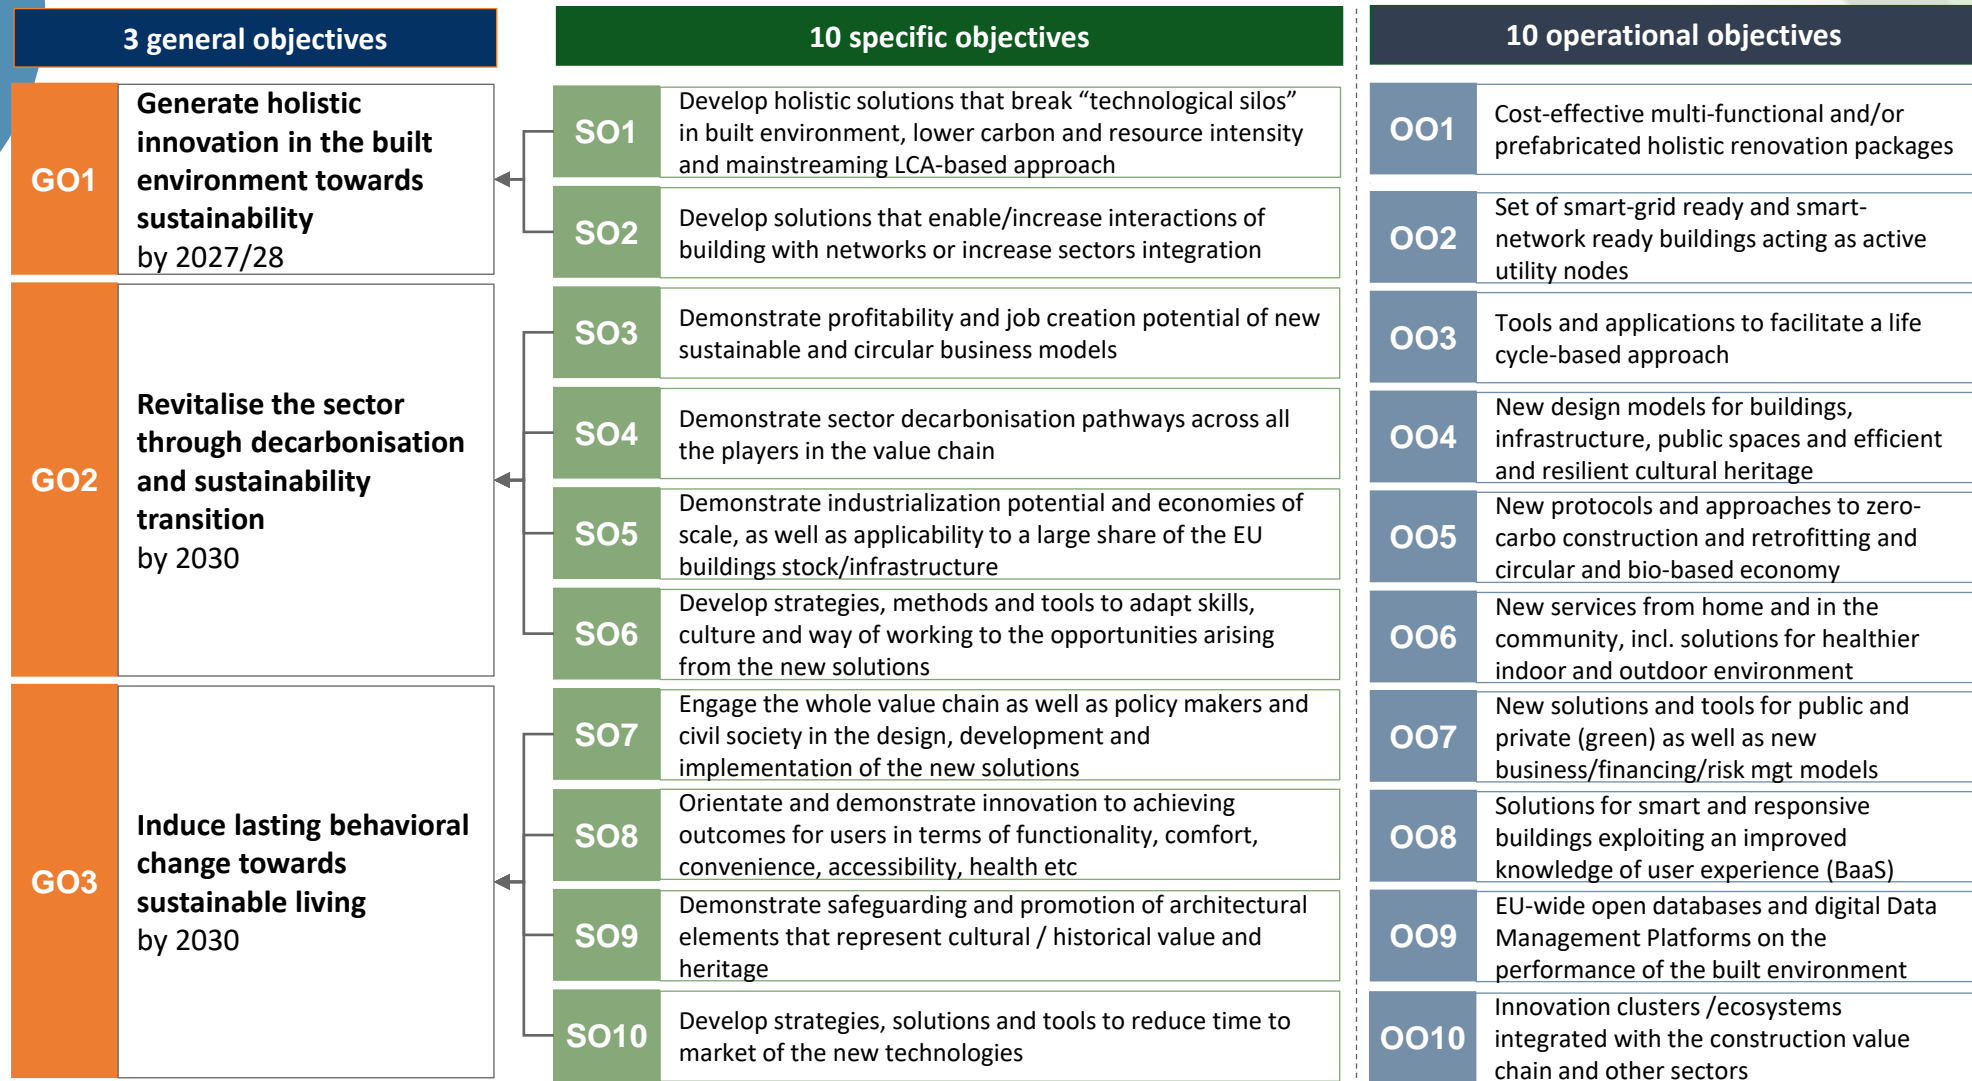 3 general objectives
10 specific objectives
10 operational objectives
GO1
Generate holistic
innovation in the built
environment towards
sustainability
by 2027/28
GO2
Revitalise the sector
through decarbonisation
and sustainability
transition
by 2030
GO3
Induce lasting behavioral
change towards
sustainable living
by 2030
SO1
Develop holistic solutions that break “technological silos”
in built environment, lower carbon and resource intensity
and mainstreaming LCA-based approach
SO2
Develop solutions that enable/increase interactions of
building with networks or increase sectors integration
SO3
Demonstrate profitability and job creation potential of new
sustainable and circular business models
SO4
Demonstrate sector decarbonisation pathways across all
the players in the value chain
SO5
Demonstrate industrialization potential and economies of
scale, as well as applicability to a large share of the EU
buildings stock/infrastructure
SO6
Develop strategies, methods and tools to adapt skills,
culture and way of working to the opportunities arising
from the new solutions
SO7
Engage the whole value chain as well as policy makers and
civil society in the design, development and
implementation of the new solutions
SO8
Orientate and demonstrate innovation to achieving
outcomes for users in terms of functionality, comfort,
convenience, accessibility, health etc
SO9
Demonstrate safeguarding and promotion of architectural
elements that represent cultural / historical value and
heritage
SO10
Develop strategies, solutions and tools to reduce time to
market of the new technologies
OO1
Cost-effective multi-functional and/or
prefabricated holistic renovation packages
OO2
Set of smart-grid ready and smart-
network ready buildings acting as active
utility nodes
OO3
Tools and applications to facilitate a life
cycle-based approach
OO4
New design models for buildings,
infrastructure, public spaces and efficient
and resilient cultural heritage
OO5
New protocols and approaches to zero-
carbo construction and retrofitting and
circular and bio-based economy
OO6
New services from home and in the
community, incl. solutions for healthier
indoor and outdoor environment
OO7
New solutions and tools for public and
private (green) as well as new
business/financing/risk mgt models
OO8
Solutions for smart and responsive
buildings exploiting an improved
knowledge of user experience (BaaS)
OO9
EU-wide open databases and digital Data
Management Platforms on the
performance of the built environment
OO10
Innovation clusters /ecosystems
integrated with the construction value
chain and other sectors